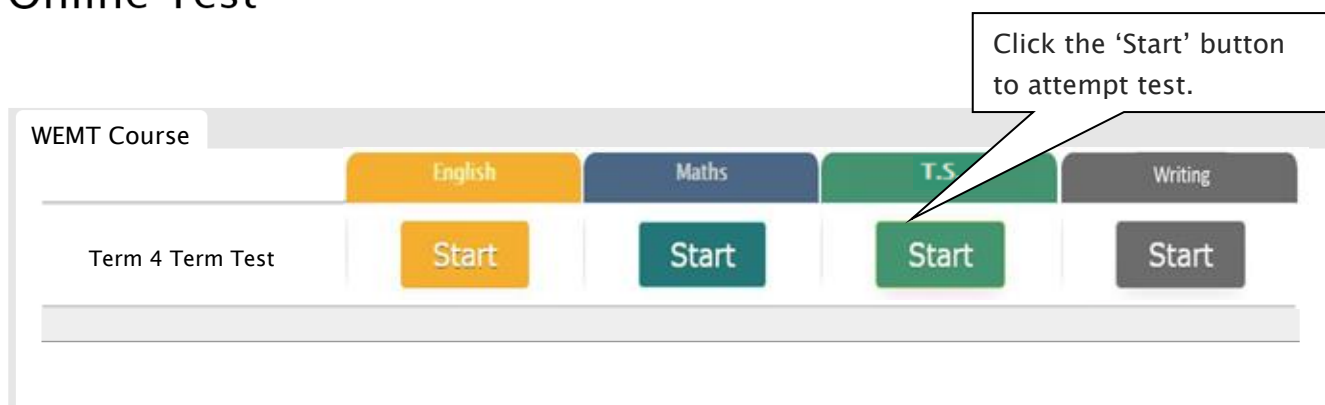 Online Test
Click the ‘Start’ button
to attempt test.
WEMT Course
English Maths T.S. Writing
Term 4 Term Test Start Start Start Start